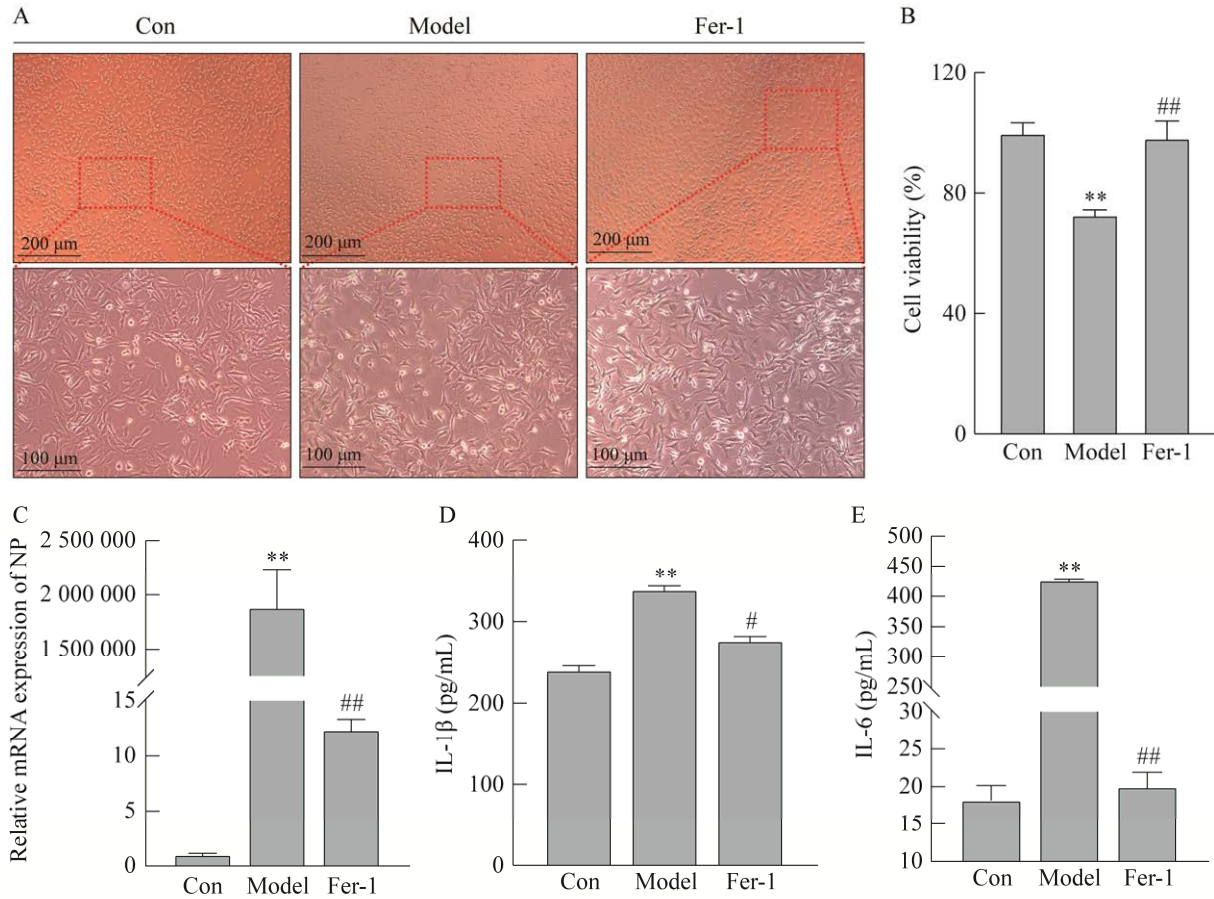 A
Con Model Fer-1
200 μm 200 μm 200 μm
100 μm 100 μm 100 μm
B
Cell viability (%)
120
80
40
0
##
**
Con Model Fer-1
C
Relative mRNA expression of NP
2 500 000
2 000 000
1 500 000
15
10
5
0
**
##
Con Model Fer-1
D
IL-1β (pg/mL)
400
300
200
100
0
**
#
Con Model Fer-1
E
IL-6 (pg/mL)
500
450
400
350
300
250
30
25
20
15
10
**
##
Con Model Fer-1